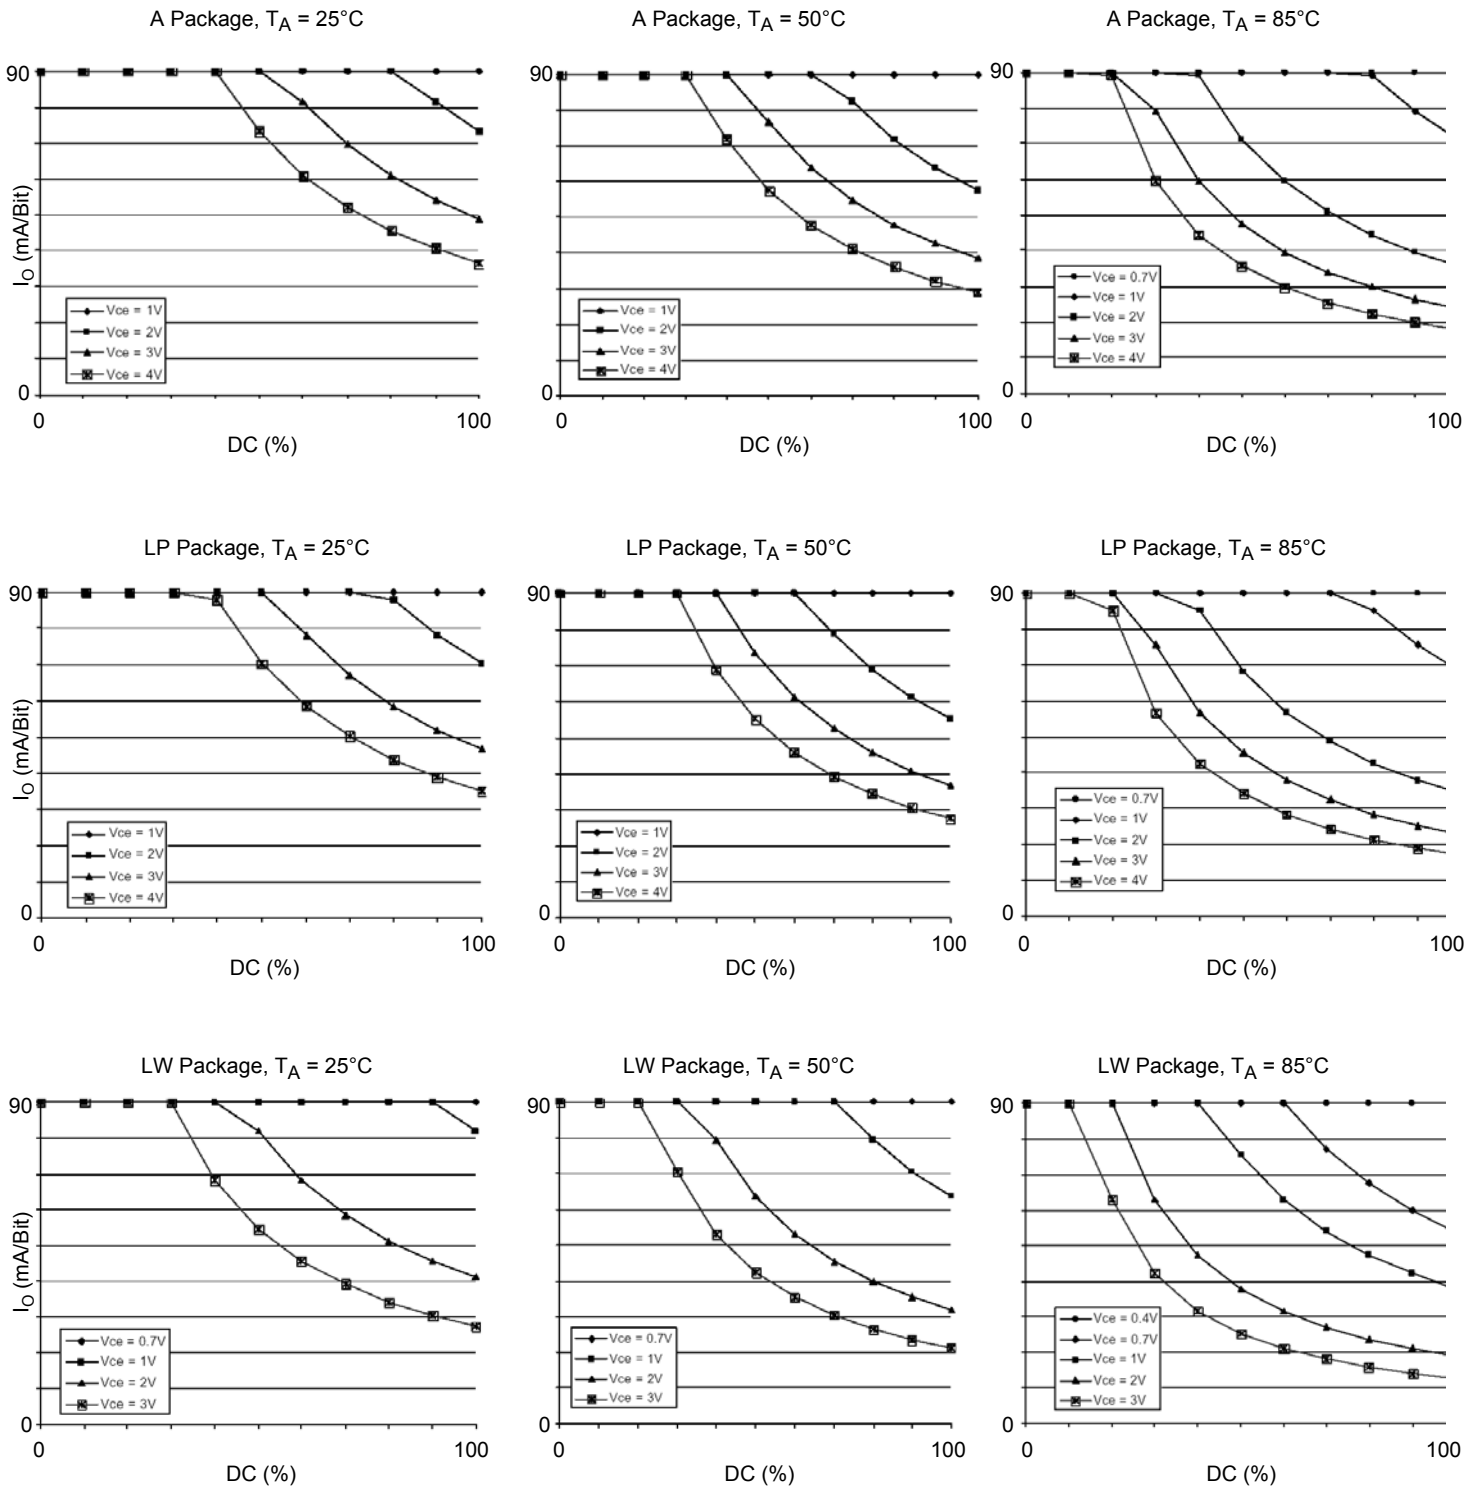 A Package, TA = 25°C
90
IO (mA/Bit)
Vce = 1V
Vce = 2V
Vce = 3V
Vce = 4V
0
0
100
DC (%)
A Package, TA = 50°C
90
Vce = 1V
Vce = 2V
Vce = 3V
Vce = 4V
0
0
100
DC (%)
A Package, TA = 85°C
90
Vce = 0.7V
Vce = 1V
Vce = 2V
Vce = 3V
Vce = 4V
0
0
100
DC (%)
LP Package, TA = 25°C
90
IO (mA/Bit)
Vce = 1V
Vce = 2V
Vce = 3V
Vce = 4V
0
0
100
DC (%)
LP Package, TA = 50°C
90
Vce = 1V
Vce = 2V
Vce = 3V
Vce = 4V
0
0
100
DC (%)
LP Package, TA = 85°C
90
Vce = 0.7V
Vce = 1V
Vce = 2V
Vce = 3V
Vce = 4V
0
0
100
DC (%)
LW Package, TA = 25°C
90
IO (mA/Bit)
Vce = 0.7V
Vce = 1V
Vce = 2V
Vce = 3V
0
0
100
DC (%)
LW Package, TA = 50°C
90
Vce = 0.7V
Vce = 1V
Vce = 2V
Vce = 3V
0
0
100
DC (%)
LW Package, TA = 85°C
90
Vce = 0.4V
Vce = 0.7V
Vce = 1V
Vce = 2V
Vce = 3V
0
0
100
DC (%)